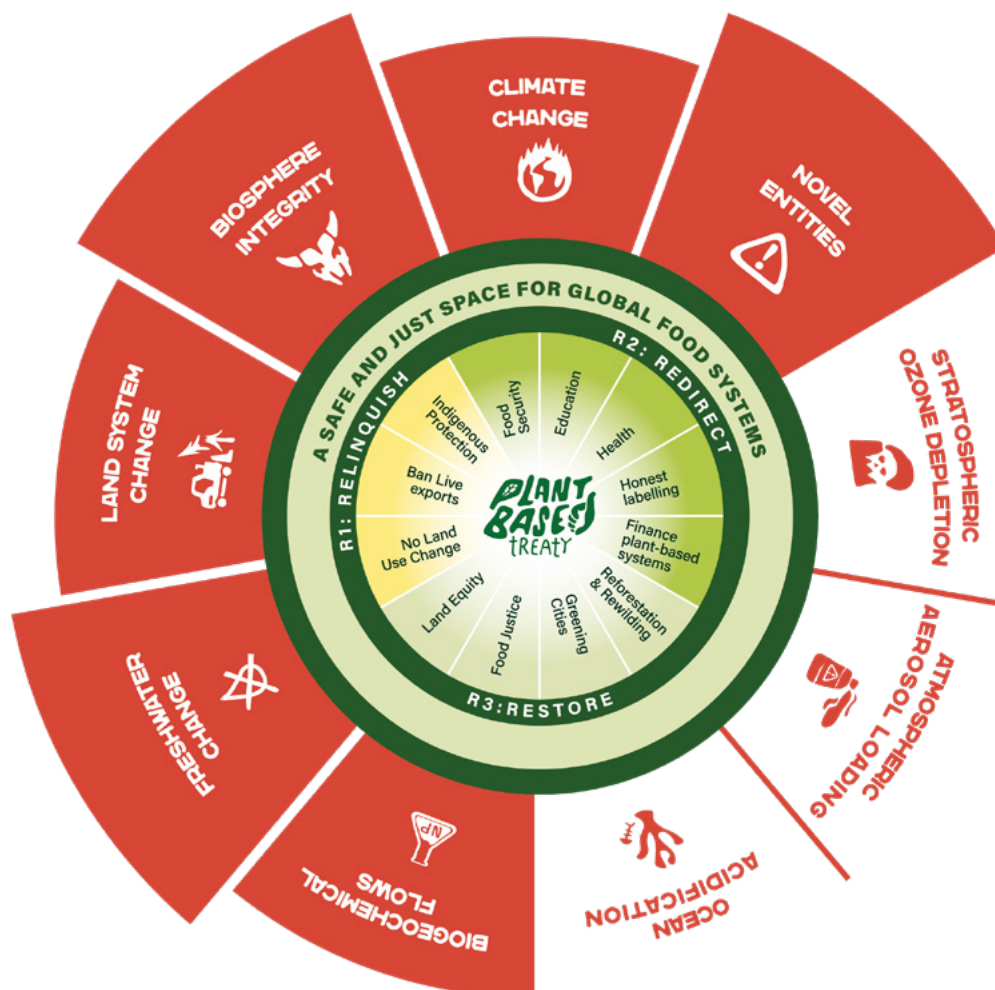 CLIMATE
CHANGE
NOVEL
ENTITIES
STRATOSPHERIC
OZONE DEPLETION
ATMOSPHERIC
AEROSOL LOADING
OCEAN
ACIDIFICATION
BIOGEOCHEMICAL
FLOWS
NP
FRESHWATER
CHANGE
LAND SYSTEM
CHANGE
BIOSPHERE
INTEGRITY
A SAFE AND JUST SPACE FOR GLOBAL FOOD SYSTEMS
R1: RELINQUISH
R2: REDIRECT
R3:RESTORE
Food
Security
Education
Health
Honest
labelling
Finance
plant-based
systems
Reforestation
& Rewilding
Greening
Cities
Food Justice
Land Equity
No Land
Use Change
Ban Live
exports
Indigenous
Protection
PLANT
BASED
TREATY